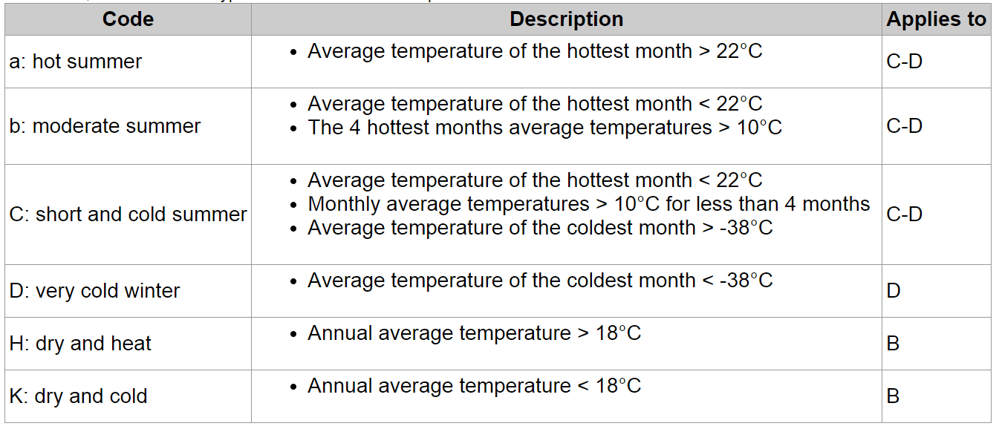 Code Description Applies to
a: hot summer
Average temperature of the hottest month > 22°C
C-D
b: moderate summer
Average temperature of the hottest month < 22°C
The 4 hottest months average temperatures > 10°C
C-D
C: short and cold summer
Average temperature of the hottest month < 22°C
Monthly average temperatures > 10°C for less than 4 months
Average temperature of the coldest month > -38°C
C-D
D: very cold winter
Average temperature of the coldest month < -38°C
D
H: dry and heat
Annual average temperature > 18°C
B
K: dry and cold
Annual average temperature < 18°C
B